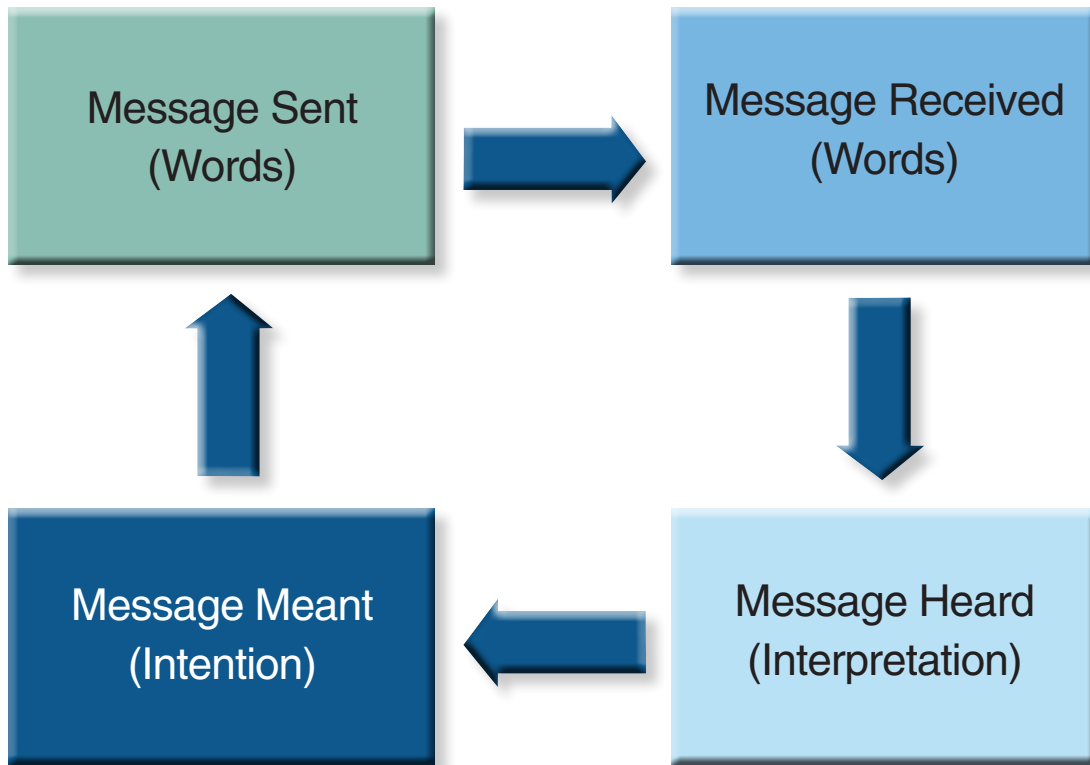 Message Sent
(Words)
Message Received
(Words)
Message Meant
(Intention)
Message Heard
(Interpretation)